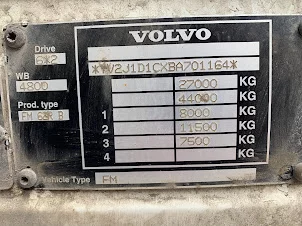 VOLVO
Drive
6x2
*YV2J1D1CXBA701164*
WB
4800
27000 KG
44000 KG
Prod. type
1 8000 KG
FM 62R B
2 11500 KG
3 7500 KG
4 KG
Vehicle Type FM